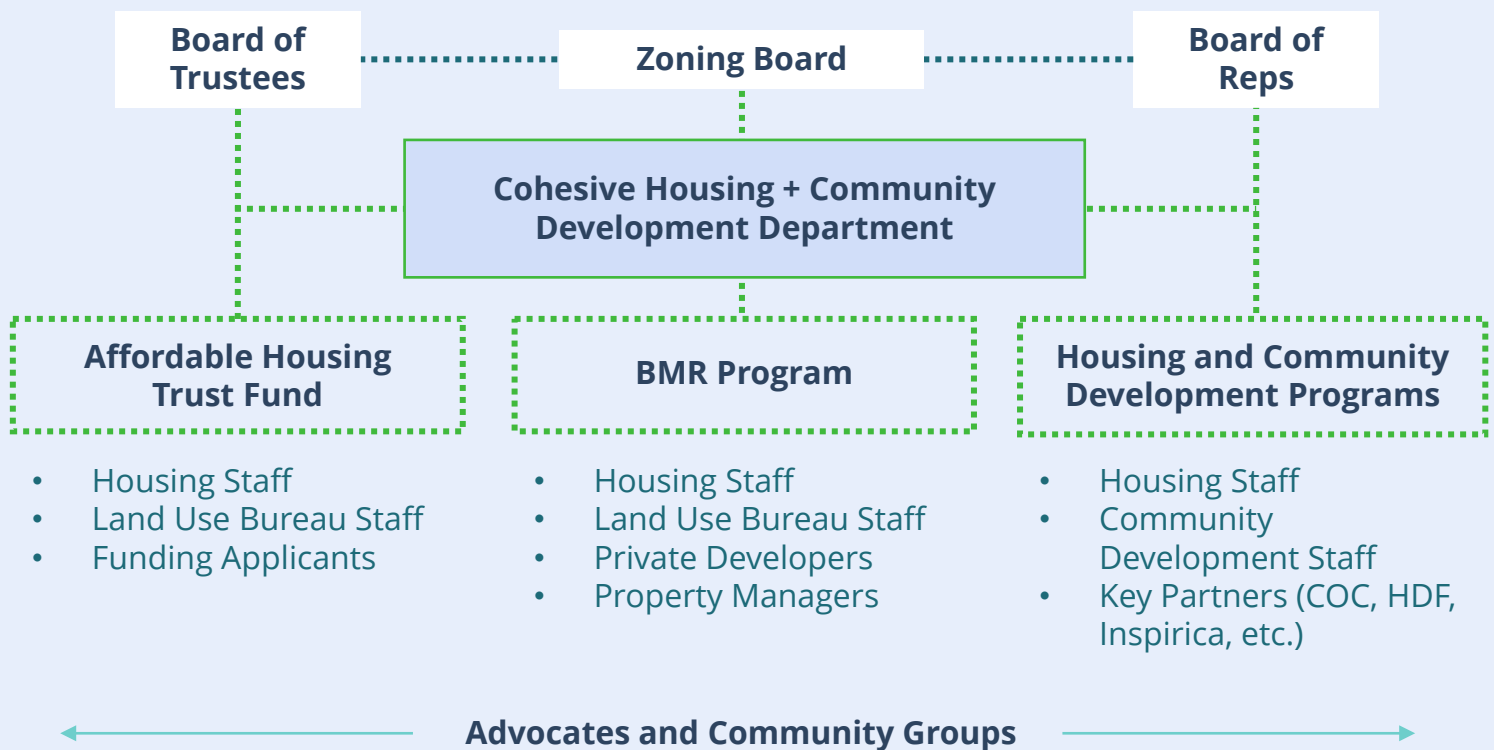 Board of
Trustees
Zoning Board
Board of
Reps
Cohesive Housing + Community
Development Department
Affordable Housing
Trust Fund
BMR Program
Housing and Community
Development Programs
• Housing Staff
• Land Use Bureau Staff
• Funding Applicants
• Housing Staff
• Land Use Bureau Staff
• Private Developers
• Property Managers
• Housing Staff
• Community
Development Staff
• Key Partners (COC, HDF,
Inspirica, etc.)
Advocates and Community Groups